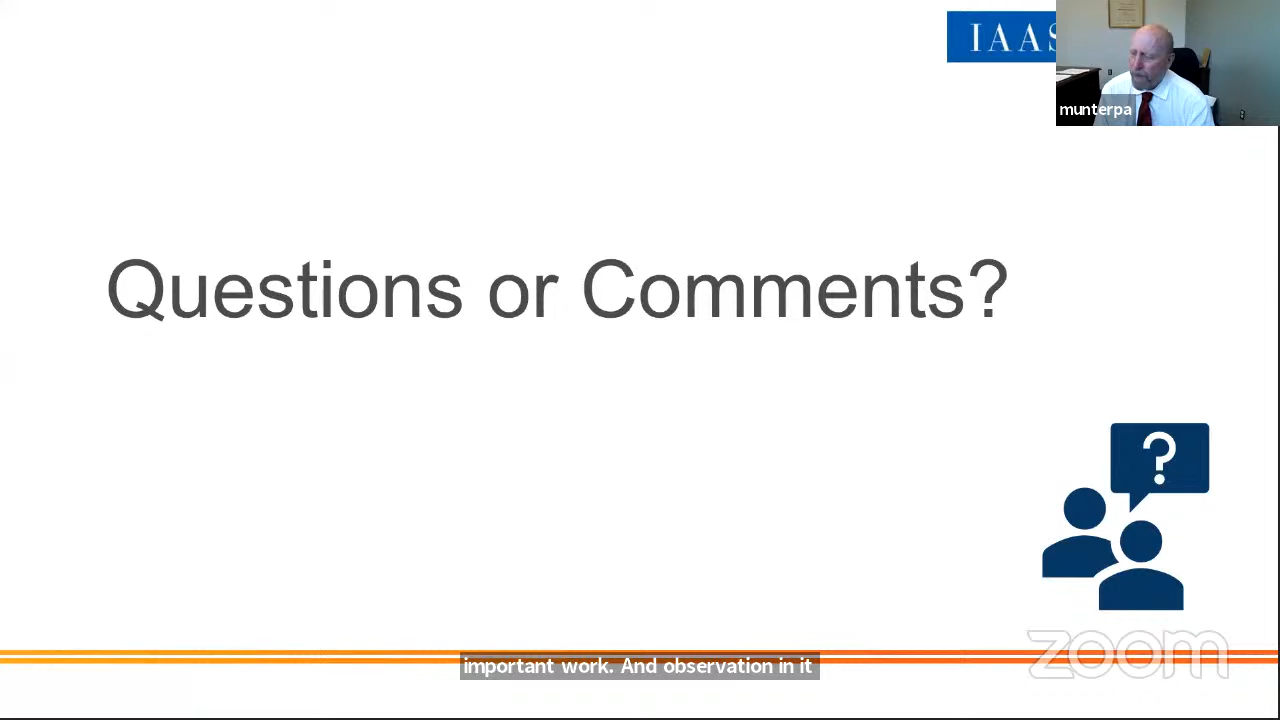 IAAS
munterpa
Questions or Comments?
?
important work. And observation in it
zoom